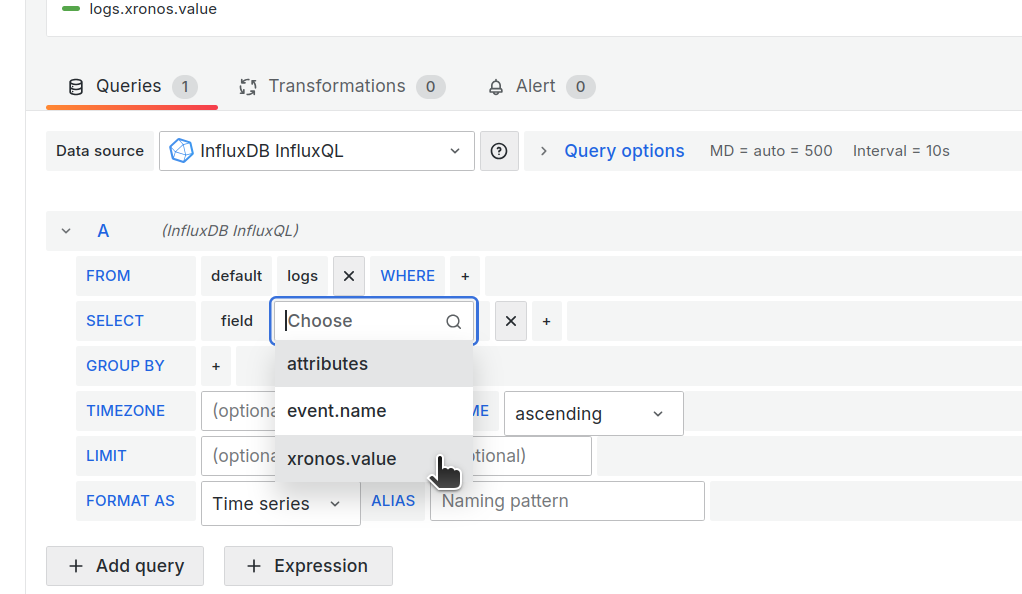 logs.xronos.value
Queries 1 Transformations 0 Alert 0
Data source InfluxDB InfluxQL Query options MD = auto = 500 Interval = 10s
A (InfluxDB InfluxQL)
FROM default logs WHERE +
SELECT field Choose +
attributes
GROUP BY +
event.name
TIMEZONE (optiona ME ascending
xronos.value
LIMIT (optiona tional)
FORMAT AS Time series ALIAS Naming pattern
+ Add query + Expression